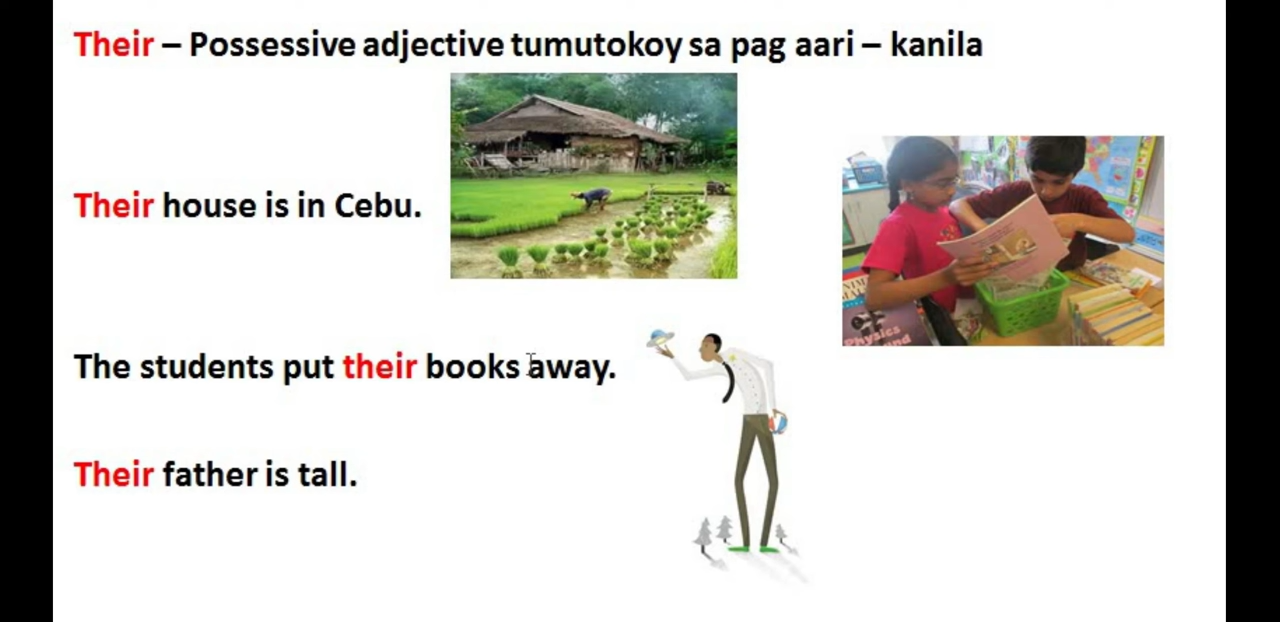 Their – Possessive adjective tumutokoy sa pag aari – kanila
Their house is in Cebu.
The students put their books away.
Their father is tall.
Physics